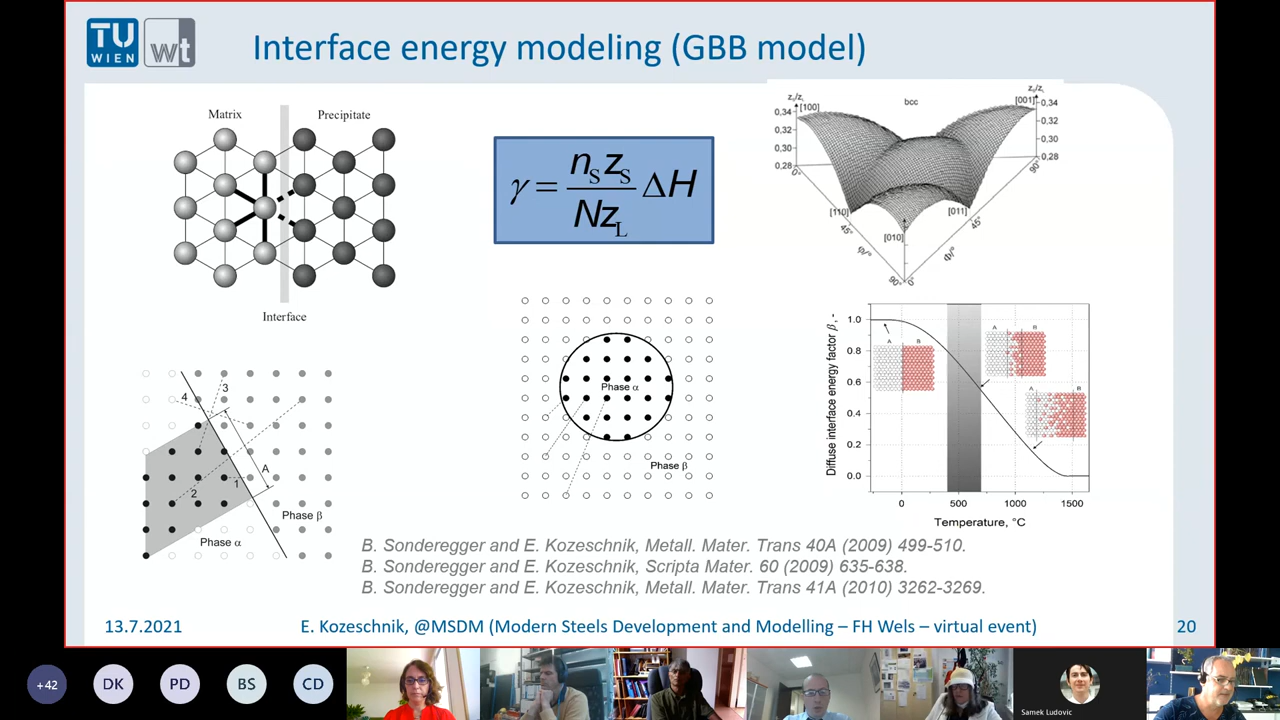 TU
WIEN
wt
Interface energy modeling (GBB model)
Matrix
Precipitate
Interface
γ = n_S z_S / N z_L ΔH
z_S/z_L
[100]
bcc
[001]
z_S/z_L
0,34
0,32
0,30
0,28
0,34
0,32
0,30
0,28
0°
90°
[110]
[011]
45°
45°
[010]
φ/°
Φ/°
90°
0°
3
4
A
1
2
Phase β
Phase α
Phase α
Phase β
Diffuse interface energy factor β, -
1.0
0.8
0.6
0.4
0.2
0.0
A
B
A
B
A
B
0
500
1000
1500
Temperature, °C
B. Sonderegger and E. Kozeschnik, Metall. Mater. Trans 40A (2009) 499-510.
B. Sonderegger and E. Kozeschnik, Scripta Mater. 60 (2009) 635-638.
B. Sonderegger and E. Kozeschnik, Metall. Mater. Trans 41A (2010) 3262-3269.
13.7.2021
E. Kozeschnik, @MSDM (Modern Steels Development and Modelling – FH Wels – virtual event)
20
+42
DK
PD
BS
CD
Samek Ludovic